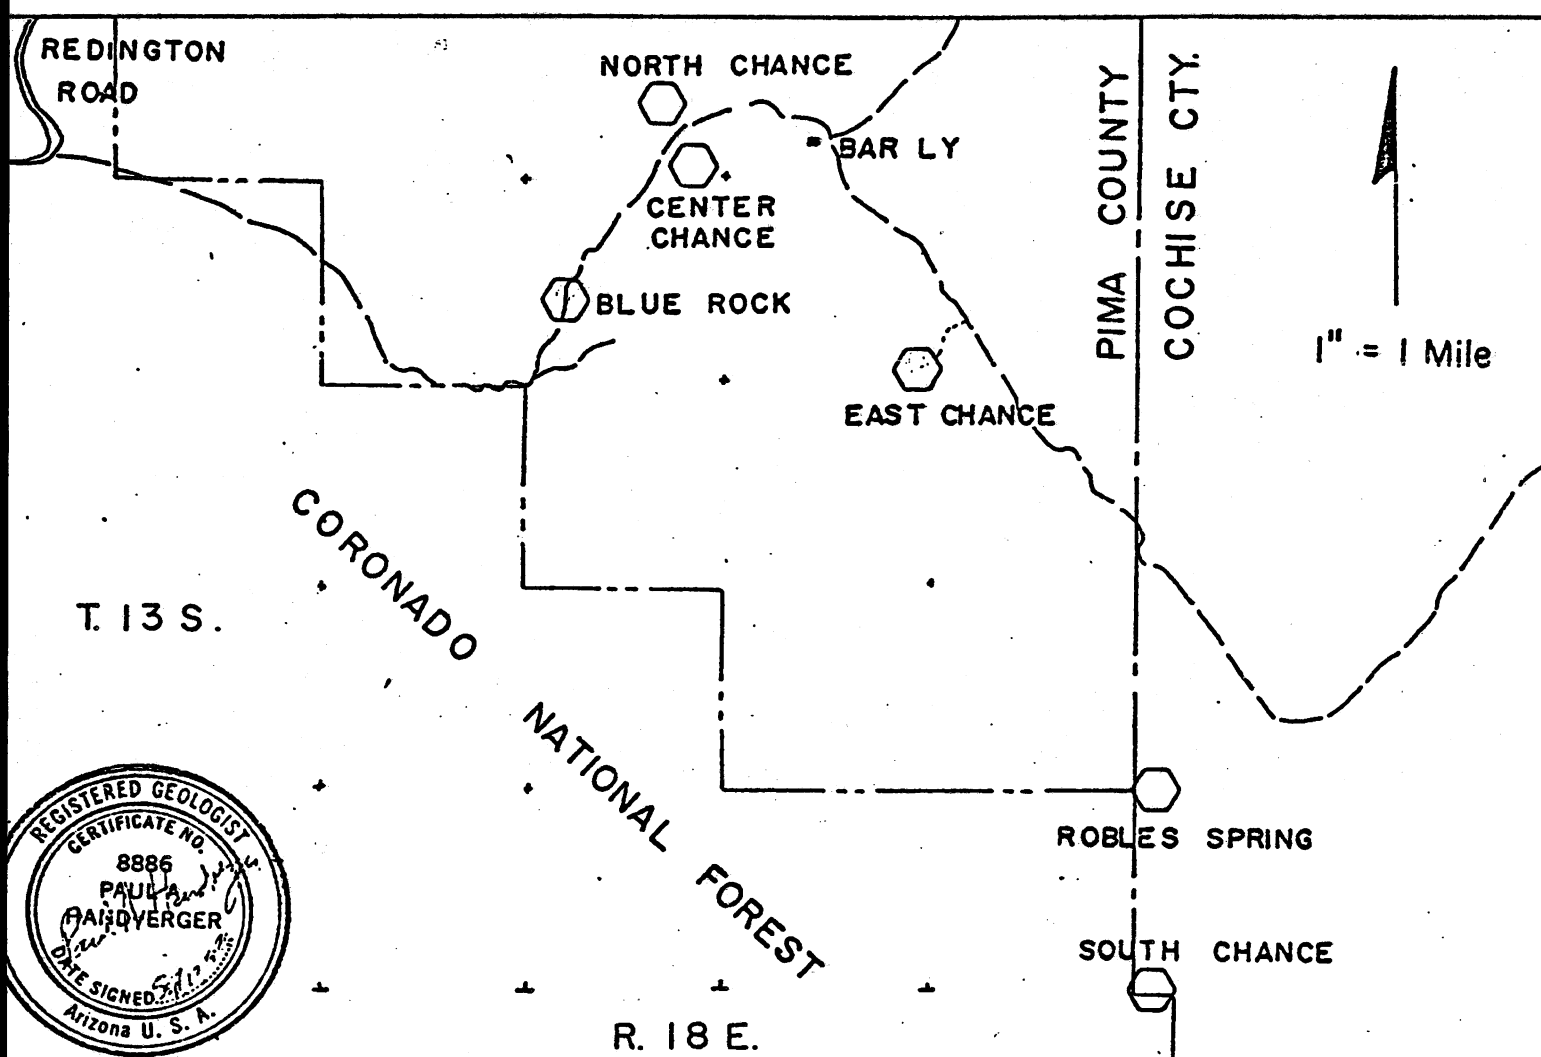 REDINGTON
ROAD
NORTH CHANCE
BAR LY
CENTER
CHANCE
BLUE ROCK
EAST CHANCE
PIMA COUNTY
COCHISE CTY.
1" = 1 Mile
CORONADO NATIONAL FOREST
T. 13 S.
ROBLES SPRING
SOUTH CHANCE
R. 18 E.
REGISTERED GEOLOGIST
CERTIFICATE NO.
8886
PAUL A.
HANDVERGER
DATE SIGNED
Arizona U. S. A.